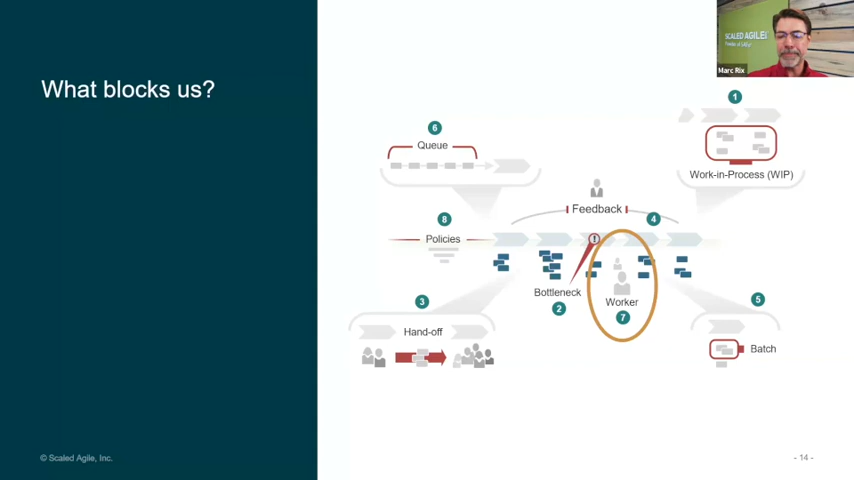 What blocks us?
SCALED AGILE
Marc Rix
1
6
Queue
Work-in-Process (WIP)
Feedback
8
4
Policies
!
Bottleneck
2
Worker
7
3
Hand-off
5
Batch
© Scaled Agile, Inc.
- 14 -